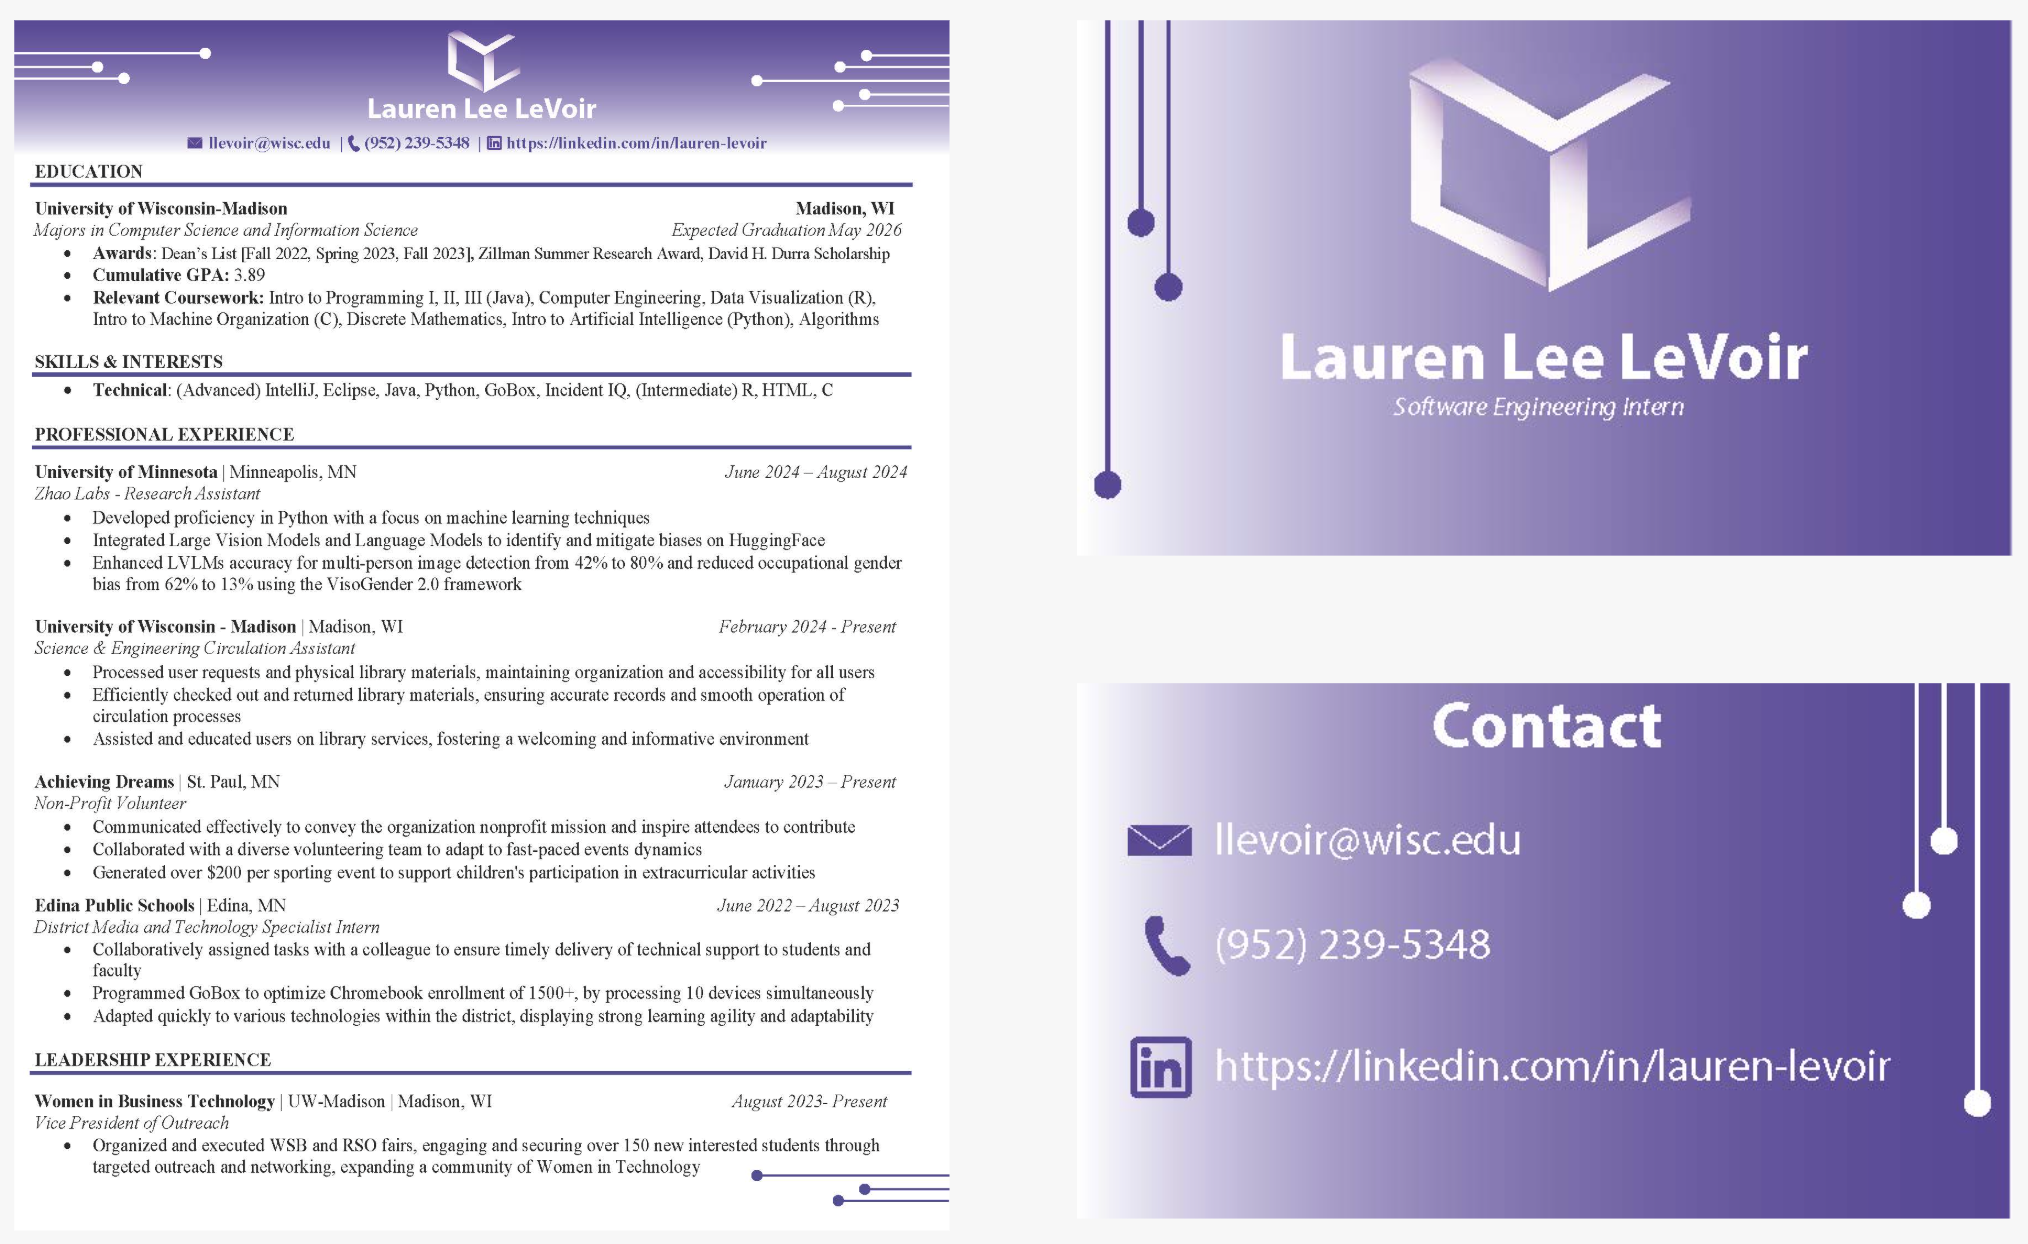 Lauren Lee LeVoir
llevoir@wisc.edu | (952) 239-5348 | https://linkedin.com/in/lauren-levoir
EDUCATION
University of Wisconsin-Madison Madison, WI
Majors in Computer Science and Information Science Expected Graduation May 2026
• Awards: Dean's List [Fall 2022, Spring 2023, Fall 2023], Zillman Summer Research Award, David H. Durra Scholarship
• Cumulative GPA: 3.89
• Relevant Coursework: Intro to Programming I, II, III (Java), Computer Engineering, Data Visualization (R),
Intro to Machine Organization (C), Discrete Mathematics, Intro to Artificial Intelligence (Python), Algorithms
SKILLS & INTERESTS
• Technical: (Advanced) IntelliJ, Eclipse, Java, Python, GoBox, Incident IQ, (Intermediate) R, HTML, C
PROFESSIONAL EXPERIENCE
University of Minnesota | Minneapolis, MN June 2024 – August 2024
Zhao Labs - Research Assistant
• Developed proficiency in Python with a focus on machine learning techniques
• Integrated Large Vision Models and Language Models to identify and mitigate biases on HuggingFace
• Enhanced LVLMs accuracy for multi-person image detection from 42% to 80% and reduced occupational gender
bias from 62% to 13% using the VisoGender 2.0 framework
University of Wisconsin - Madison | Madison, WI February 2024 - Present
Science & Engineering Circulation Assistant
• Processed user requests and physical library materials, maintaining organization and accessibility for all users
• Efficiently checked out and returned library materials, ensuring accurate records and smooth operation of
circulation processes
• Assisted and educated users on library services, fostering a welcoming and informative environment
Achieving Dreams | St. Paul, MN January 2023 – Present
Non-Profit Volunteer
• Communicated effectively to convey the organization nonprofit mission and inspire attendees to contribute
• Collaborated with a diverse volunteering team to adapt to fast-paced events dynamics
• Generated over $200 per sporting event to support children's participation in extracurricular activities
Edina Public Schools | Edina, MN June 2022 – August 2023
District Media and Technology Specialist Intern
• Collaboratively assigned tasks with a colleague to ensure timely delivery of technical support to students and
faculty
• Programmed GoBox to optimize Chromebook enrollment of 1500+, by processing 10 devices simultaneously
• Adapted quickly to various technologies within the district, displaying strong learning agility and adaptability
LEADERSHIP EXPERIENCE
Women in Business Technology | UW-Madison | Madison, WI August 2023- Present
Vice President of Outreach
• Organized and executed WSB and RSO fairs, engaging and securing over 150 new interested students through
targeted outreach and networking, expanding a community of Women in Technology
Lauren Lee LeVoir
Software Engineering Intern
Contact
llevoir@wisc.edu
(952) 239-5348
in https://linkedin.com/in/lauren-levoir